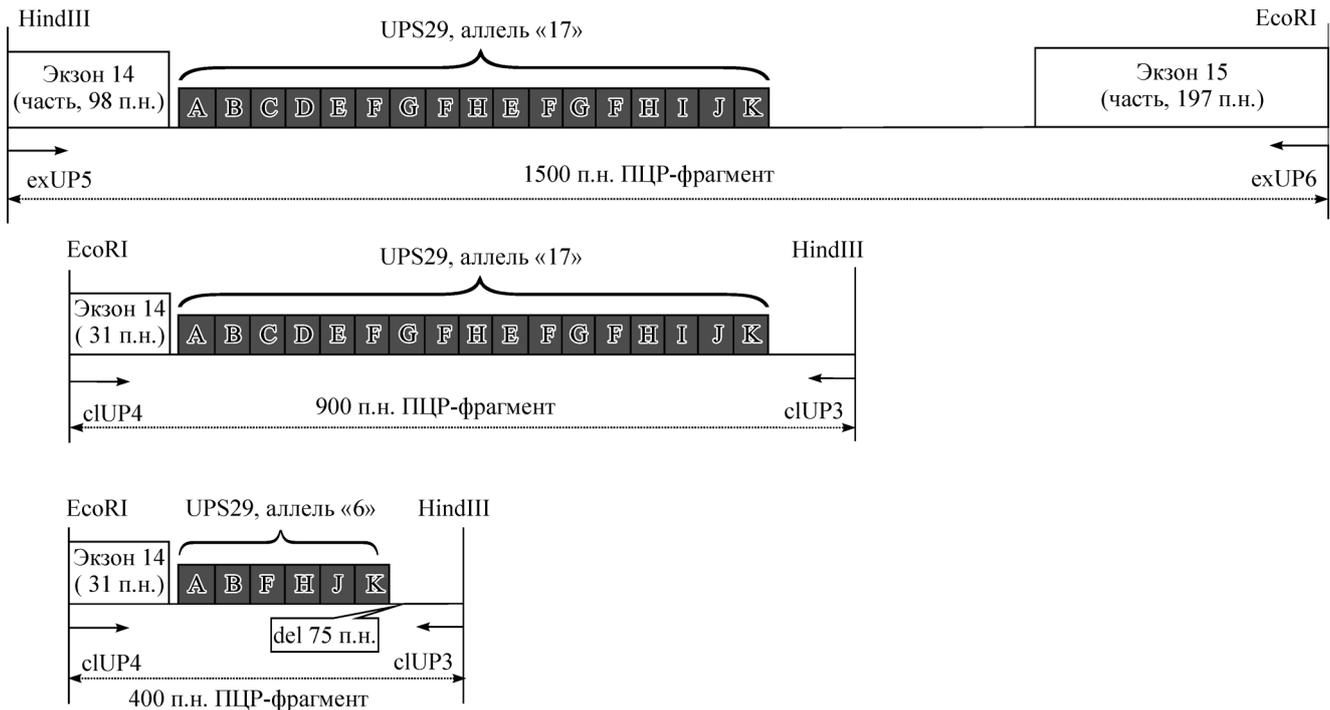 HindIII
EcoRI
UPS29, аллель «17»
Экзон 14
(часть, 98 п.н.)
A B C D E F G F H E F G F H I J K
Экзон 15
(часть, 197 п.н.)
exUP5
1500 п.н. ПЦР-фрагмент
exUP6
EcoRI
UPS29, аллель «17»
HindIII
Экзон 14
( 31 п.н.)
A B C D E F G F H E F G F H I J K
clUP4
900 п.н. ПЦР-фрагмент
clUP3
EcoRI
UPS29, аллель «6»
HindIII
Экзон 14
( 31 п.н.)
A B F H J K
del 75 п.н.
clUP4
clUP3
400 п.н. ПЦР-фрагмент